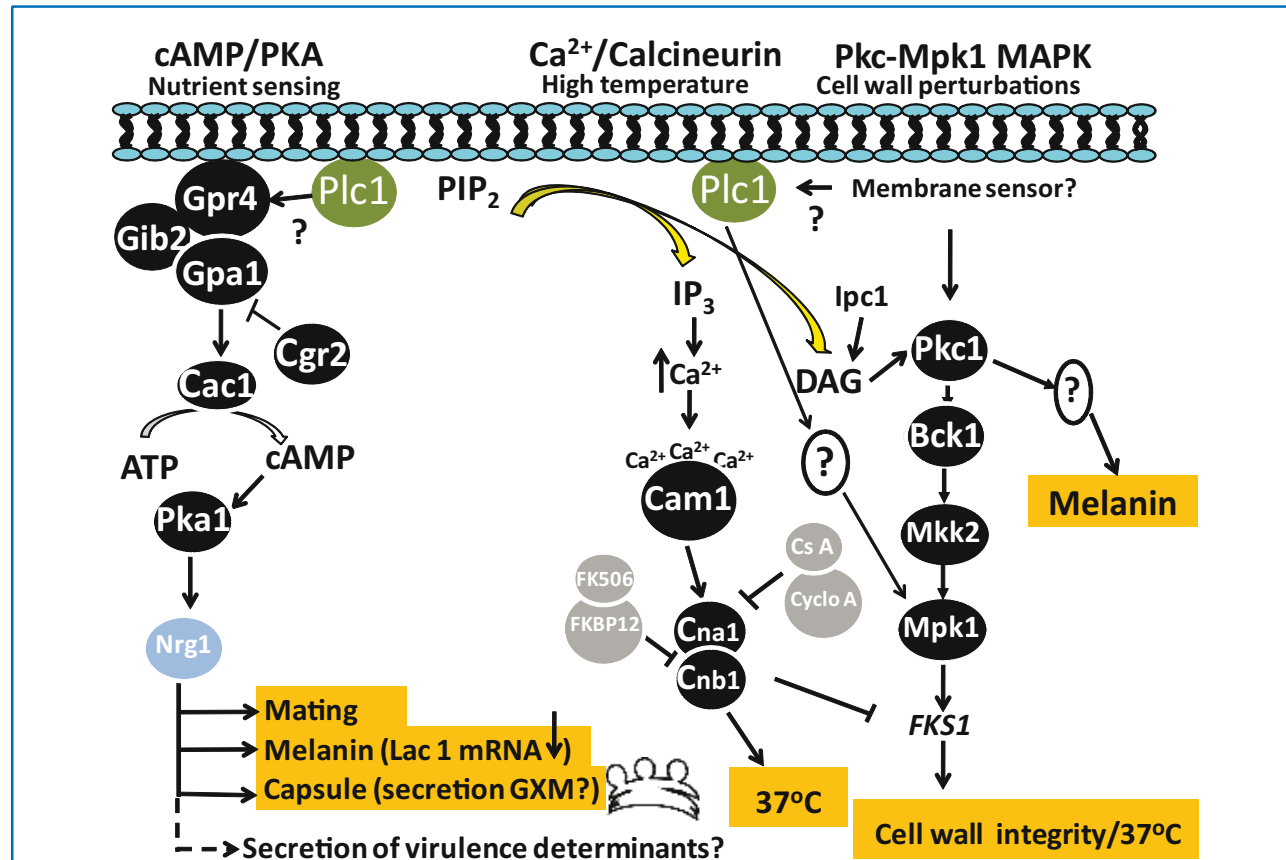 cAMP/PKA
Nutrient sensing
Ca2+/Calcineurin
High temperature
Pkc-Mpk1 MAPK
Cell wall perturbations
Gpr4
Plc1
?
Gib2
Gpa1
Cgr2
Cac1
ATP
cAMP
Pka1
Nrg1
Mating
Melanin (Lac 1 mRNA )
Capsule (secretion GXM?)
Secretion of virulence determinants?
PIP2
Plc1
?
Membrane sensor?
IP3
Ca2+
Ca2+ Ca2+ Ca2+
Cam1
FK506
FKBP12
Cs A
Cyclo A
Cna1
Cnb1
37oC
Ipc1
DAG
?
Pkc1
?
Melanin
Bck1
Mkk2
Mpk1
FKS1
Cell wall integrity/37oC